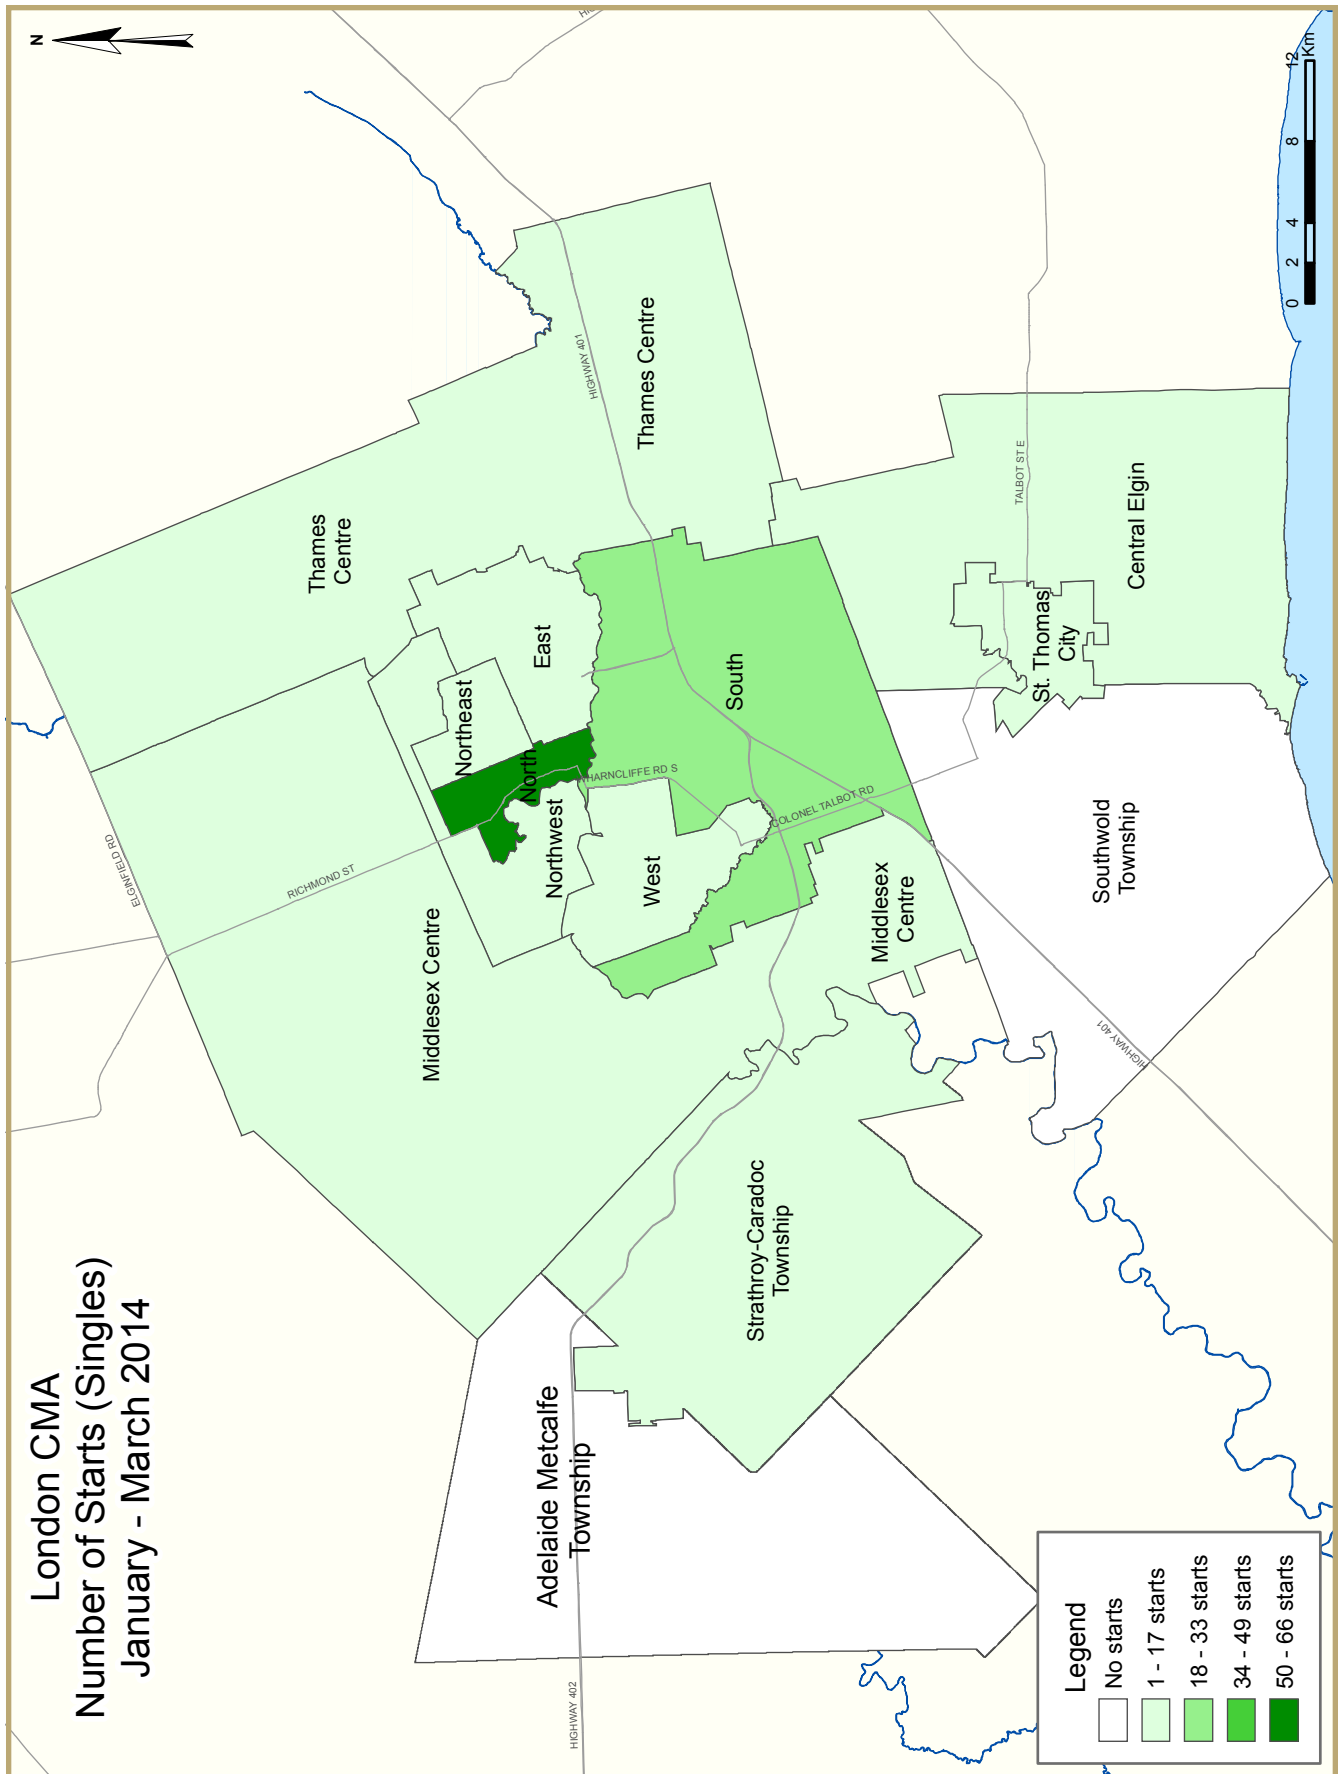 London CMA
Number of Starts (Singles)
January - March 2014
N
ELGINFIELD RD
RICHMOND ST
Thames
Centre
Middlesex Centre
Northeast
East
North
Northwest
HIGHWAY 401
Thames Centre
WHARNCLIFFE RD S
West
South
COLONEL TALBOT RD
Middlesex
Centre
Adelaide Metcalfe
Township
HIGHWAY 402
Strathroy-Caradoc
Township
TALBOT ST E
St. Thomas
City
Central Elgin
Southwold
Township
HIGHWAY 401
Legend
No starts
1 - 17 starts
18 - 33 starts
34 - 49 starts
50 - 66 starts
0 2 4 8 12
Km